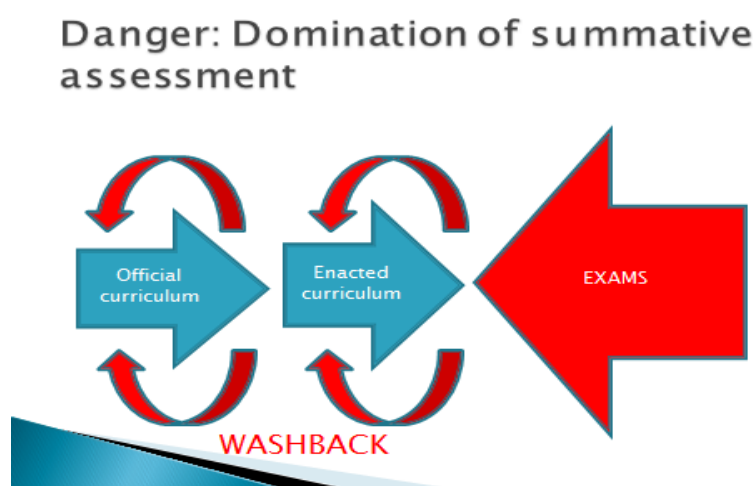 Danger: Domination of summative
assessment
Official
curriculum
Enacted
curriculum
EXAMS
WASHBACK